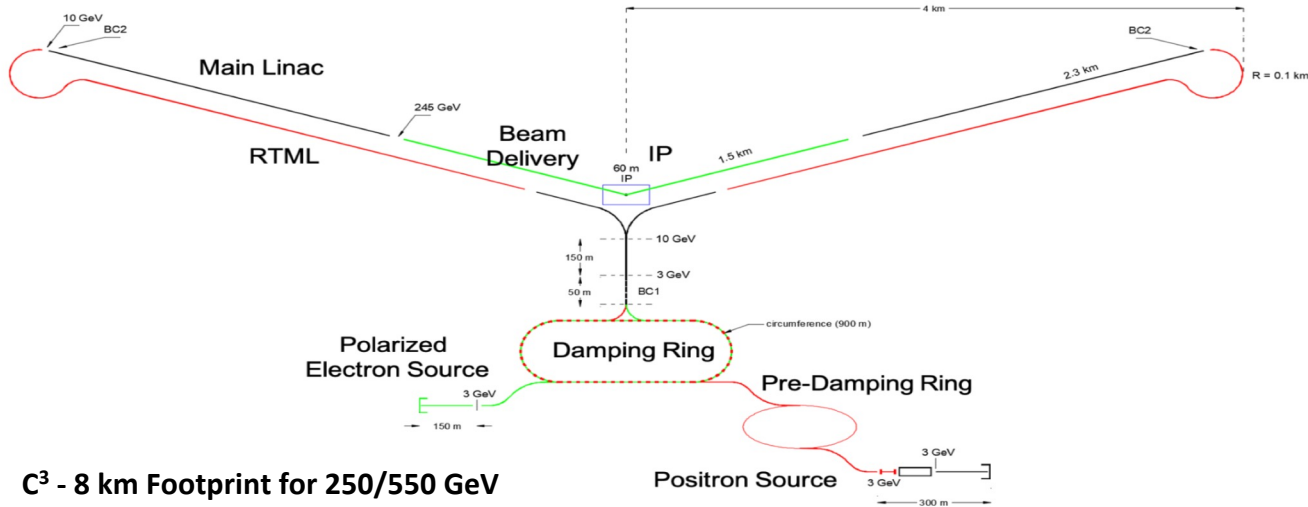 4 km
10 GeV
BC2
BC2
Main Linac
2.3 km
R = 0.1 km
245 GeV
Beam
Delivery
IP
1.5 km
RTML
60 m
IP
10 GeV
150 m
3 GeV
50 m
BC1
circumference (900 m)
Polarized
Electron Source
Damping Ring
Pre-Damping Ring
3 GeV
150 m
3 GeV
Positron Source
3 GeV
300 m
C³ - 8 km Footprint for 250/550 GeV